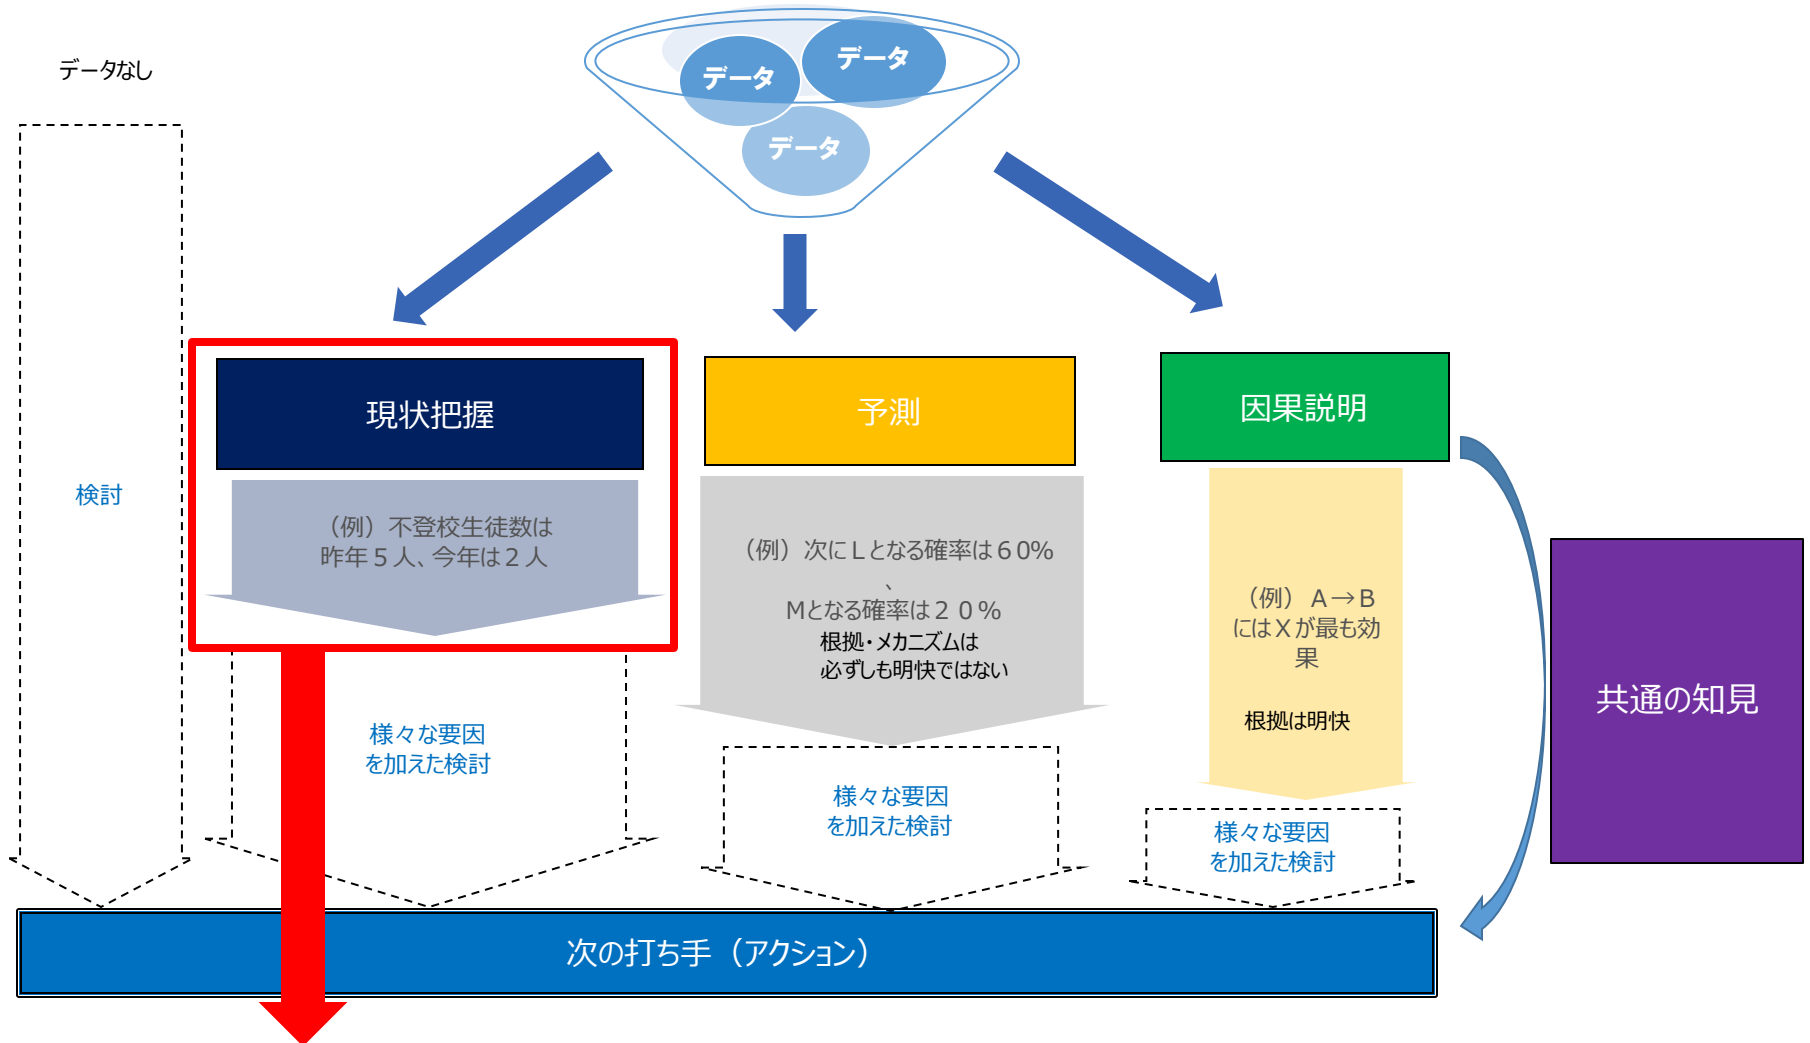 データなし
データ
データ
データ
現状把握
予測
因果説明
検討
（例）不登校生徒数は
昨年５人、今年は２人
（例）次にＬとなる確率は６０%
、
Mとなる確率は２０％
根拠・メカニズムは
必ずしも明快ではない
（例）Ａ→Ｂ
にはＸが最も効
果
根拠は明快
共通の知見
様々な要因
を加えた検討
様々な要因
を加えた検討
様々な要因
を加えた検討
次の打ち手（アクション）